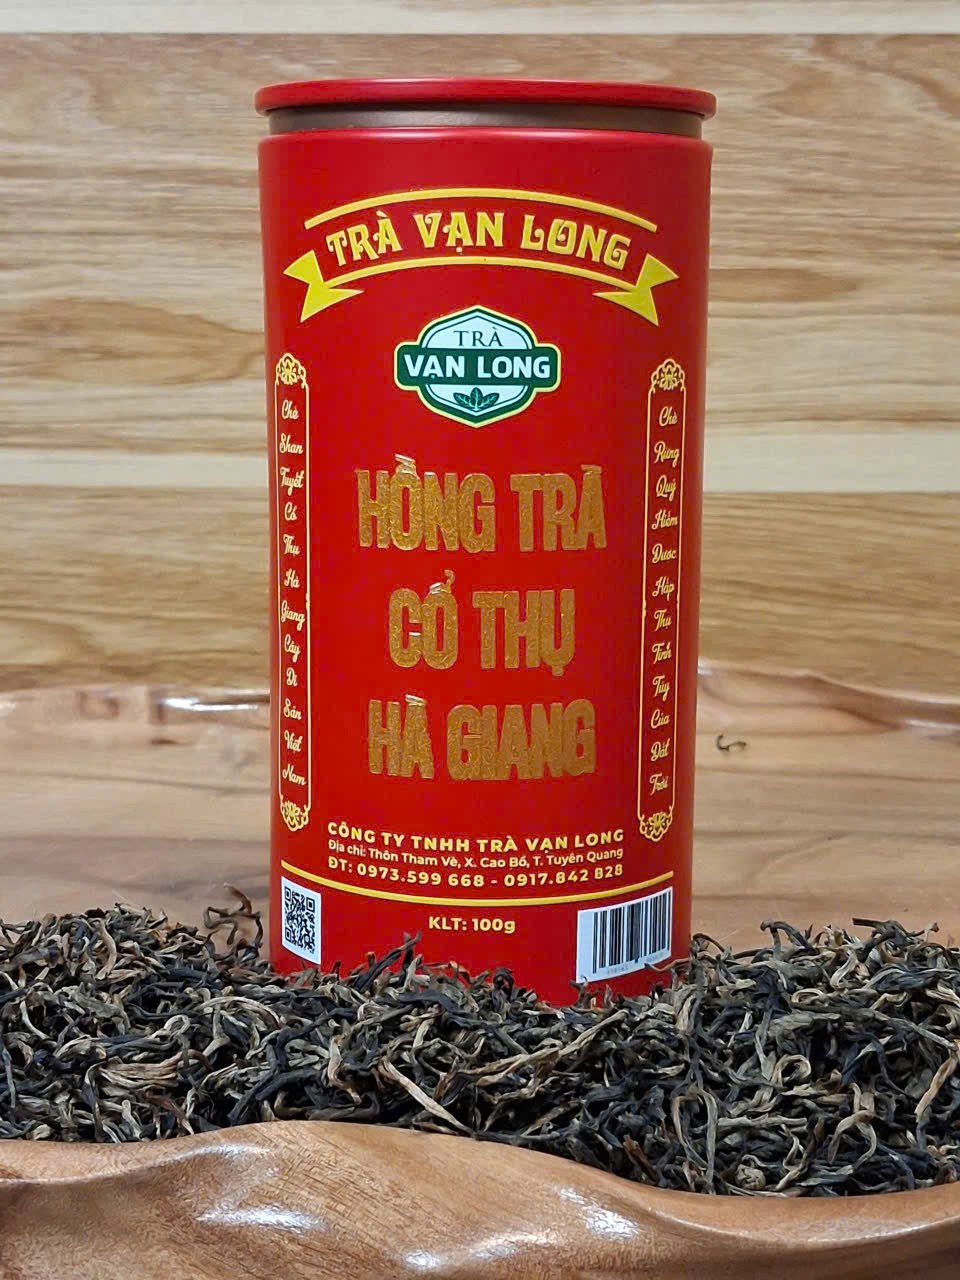 TRÀ VẠN LONG
TRÀ
VẠN LONG
Chè
Shan
Tuyết
Cổ
Thụ
Hà
Giang
Cây
Di
Sản
Việt
Nam
HỒNG TRÀ
CỔ THỤ
HÀ GIANG
Chè
Rừng
Quý
Hiếm
Được
Hấp
Thu
Tinh
Túy
Của
Đất
Trời
CÔNG TY TNHH TRÀ VẠN LONG
Địa chỉ: Thôn Tham Vè, X. Cao Bồ, T. Tuyên Quang
ĐT: 0973.599 668 - 0917.842 828
KLT: 100g